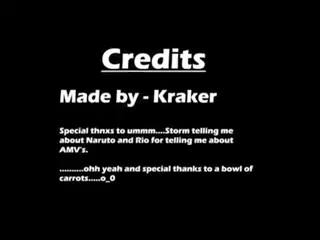 Credits
Made by - Kraker
Special thnxs to ummm....Storm telling me
about Naruto and Rio for telling me about
AMV's.
..........ohh yeah and special thanks to a bowl of
carrots.....o_0